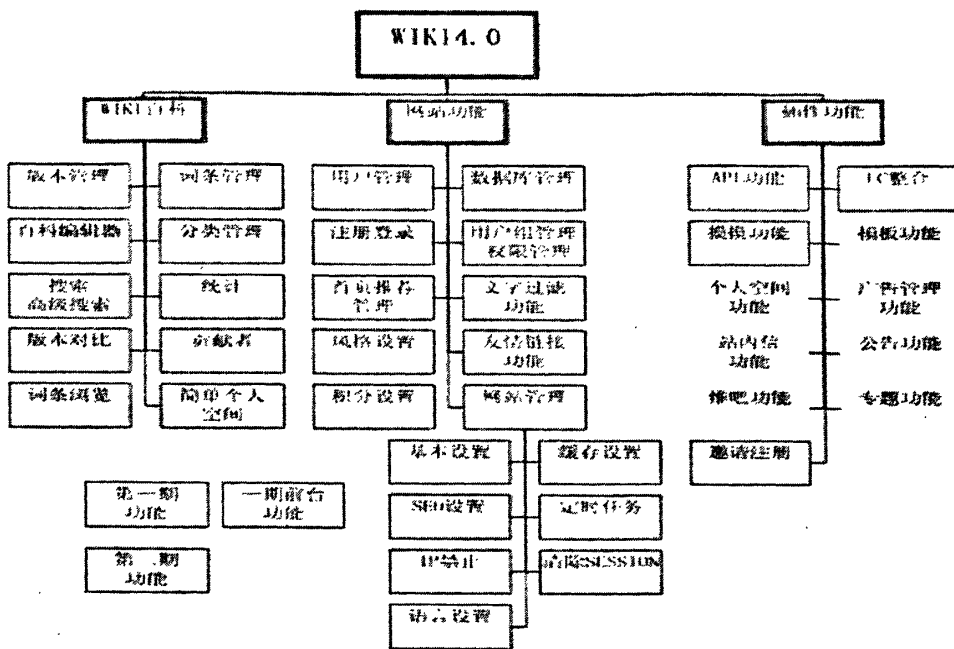 WIKI4.0
WIKI百科
网站功能
插件功能
版本管理
词条管理
用户管理
数据库管理
API功能
UC整合
百科编辑器
分类管理
注册登录
用户组管理
权限管理
模板功能
搜索
高级搜索
统计
首页推荐
管理
文字过滤
功能
个人空间
功能
广告管理
功能
版本对比
贡献者
风格设置
友情链接
功能
站内信
功能
公告功能
词条浏览
简单个人
空间
积分设置
网站管理
维吧功能
专题功能
基本设置
缓存设置
邀请注册
第一期
功能
一期前台
功能
SEO设置
定时任务
第二期
功能
IP禁止
清除SESSION
语言设置